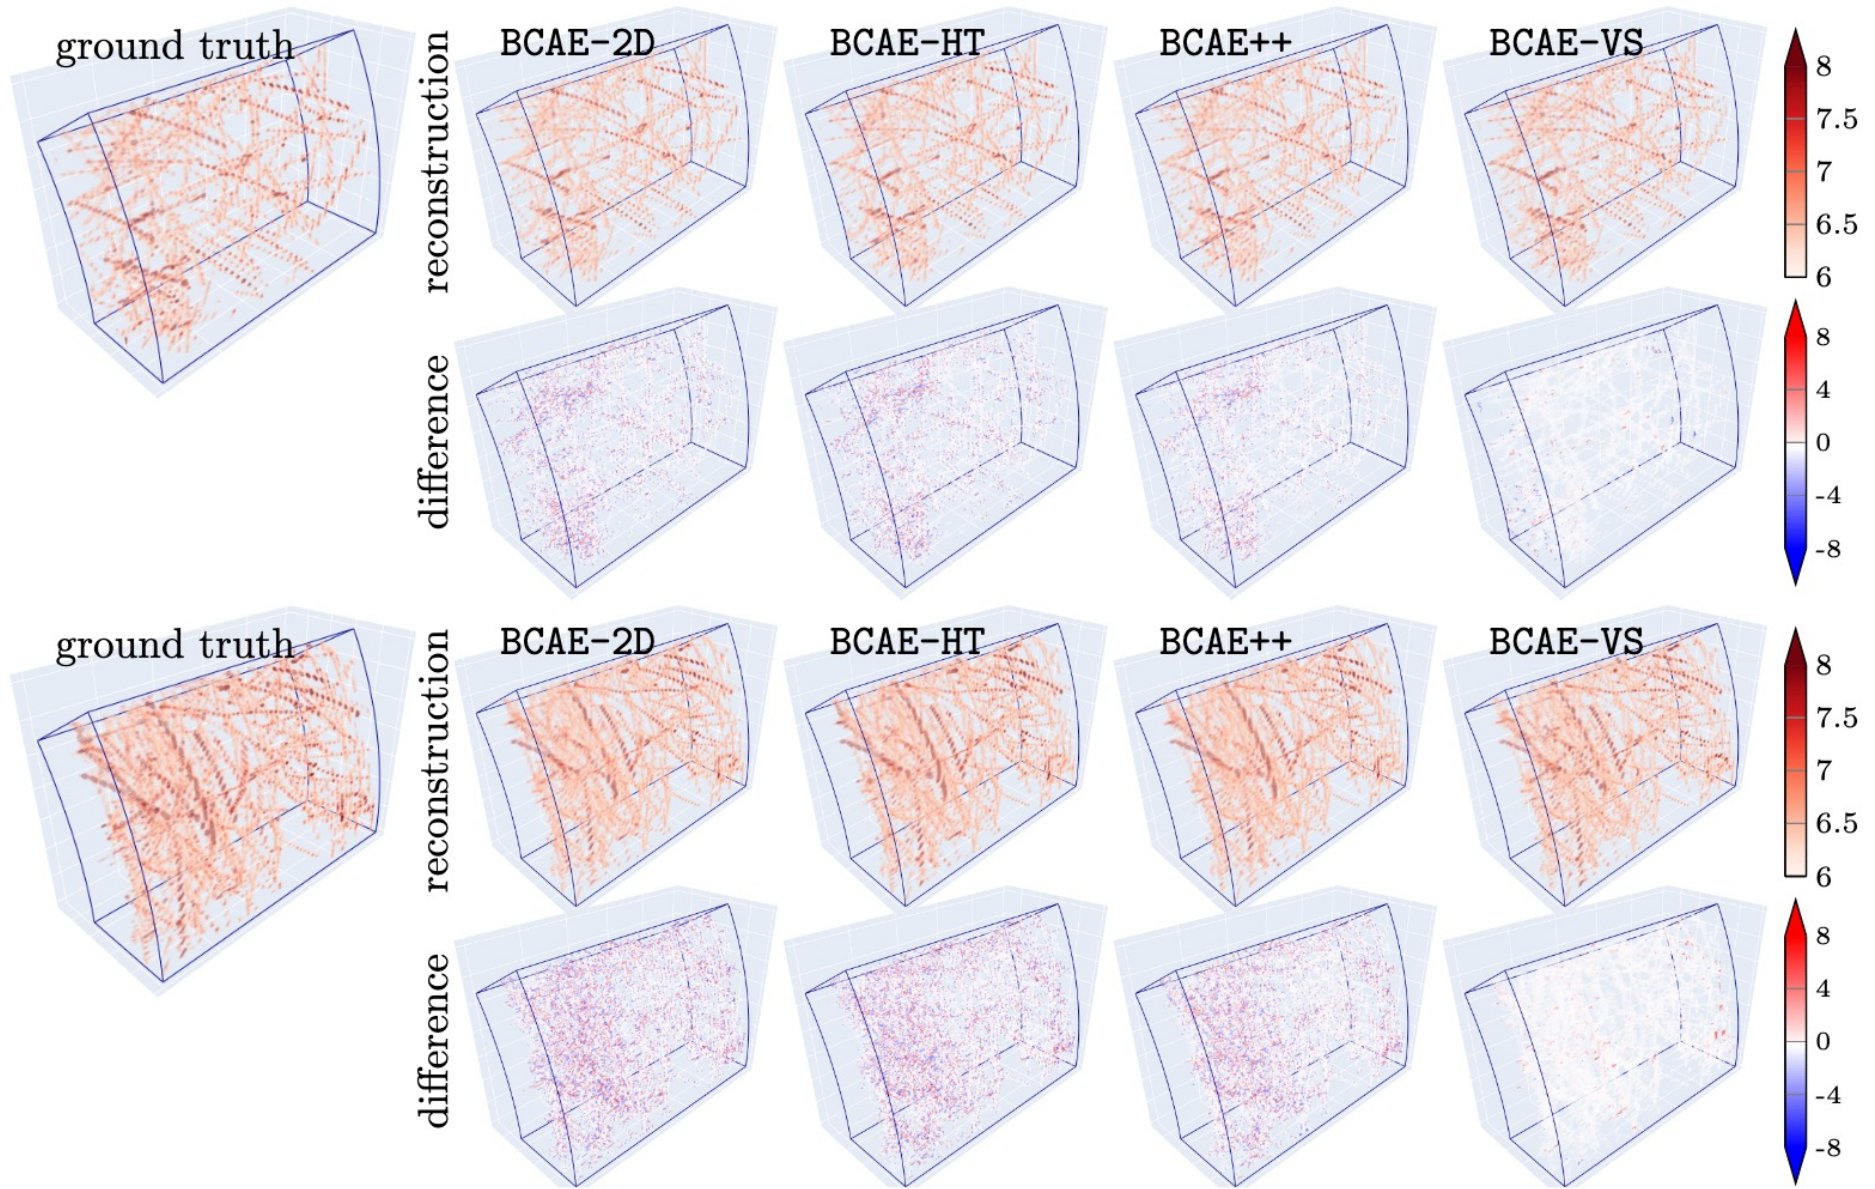 ground truth
reconstruction
BCAE-2D
BCAE-HT
BCAE++
BCAE-VS
8
7.5
7
6.5
6
difference
8
4
0
-4
-8
ground truth
reconstruction
BCAE-2D
BCAE-HT
BCAE++
BCAE-VS
8
7.5
7
6.5
6
difference
8
4
0
-4
-8